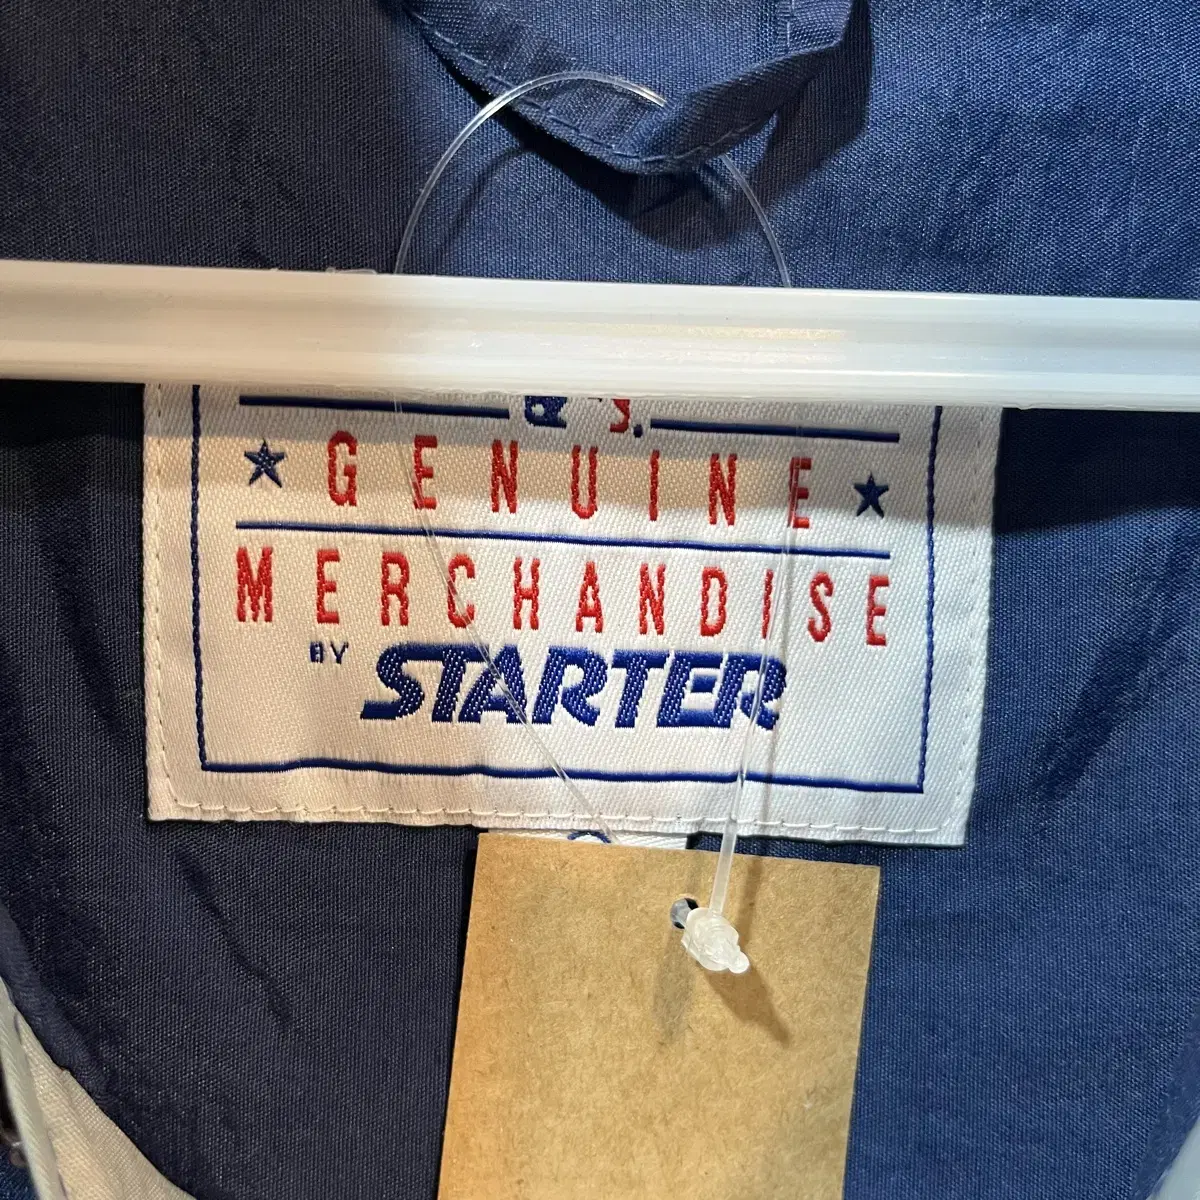 GENUINE
MERCHANDISE
BY STARTER